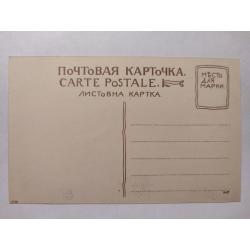 ПОЧТОВАЯ КАРТОЧКА.
CARTE POSTALE.
ЛИСТОВНА КАРТКА.
МѢСТО
ДЛЯ
МАРКИ.